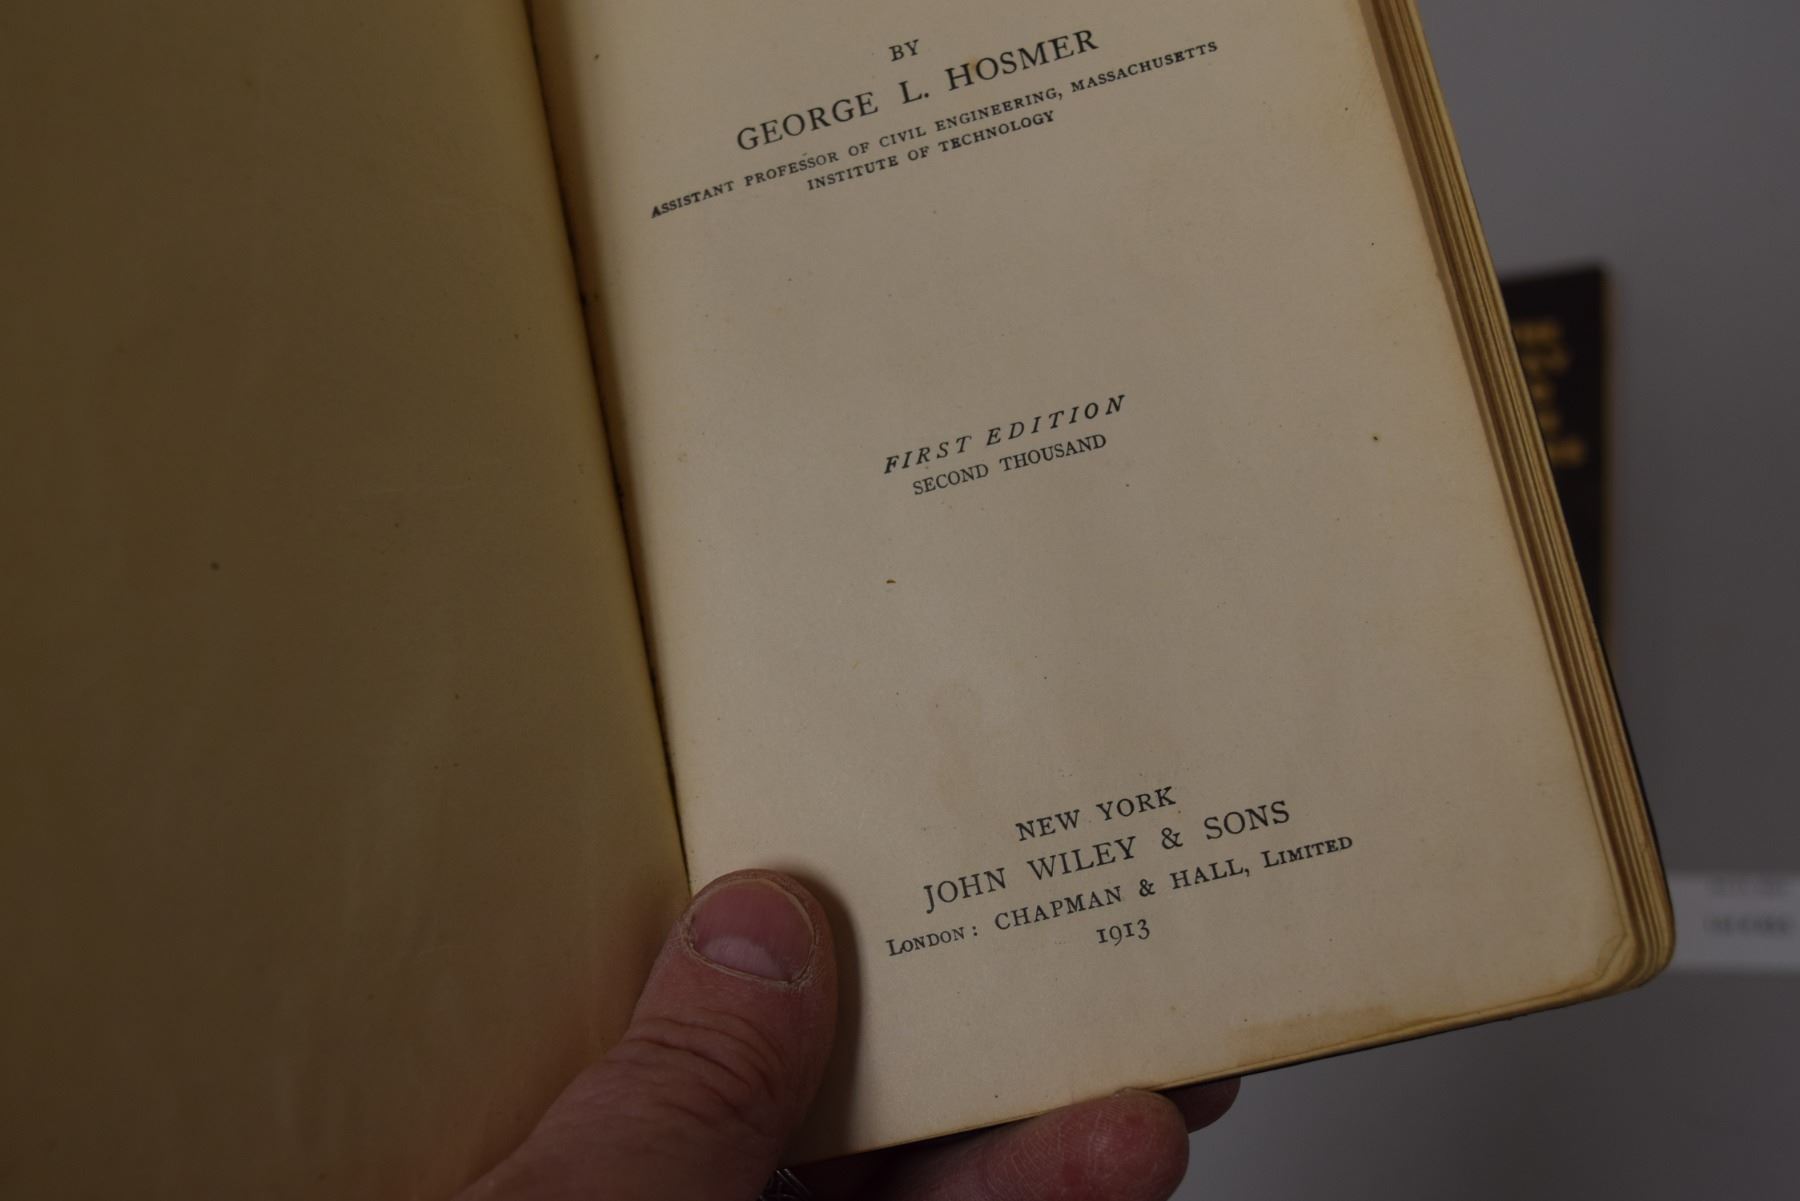 BY
GEORGE L. HOSMER
ASSISTANT PROFESSOR OF CIVIL ENGINEERING, MASSACHUSETTS
INSTITUTE OF TECHNOLOGY
FIRST EDITION
SECOND THOUSAND
NEW YORK
JOHN WILEY & SONS
LONDON: CHAPMAN & HALL, LIMITED
1913